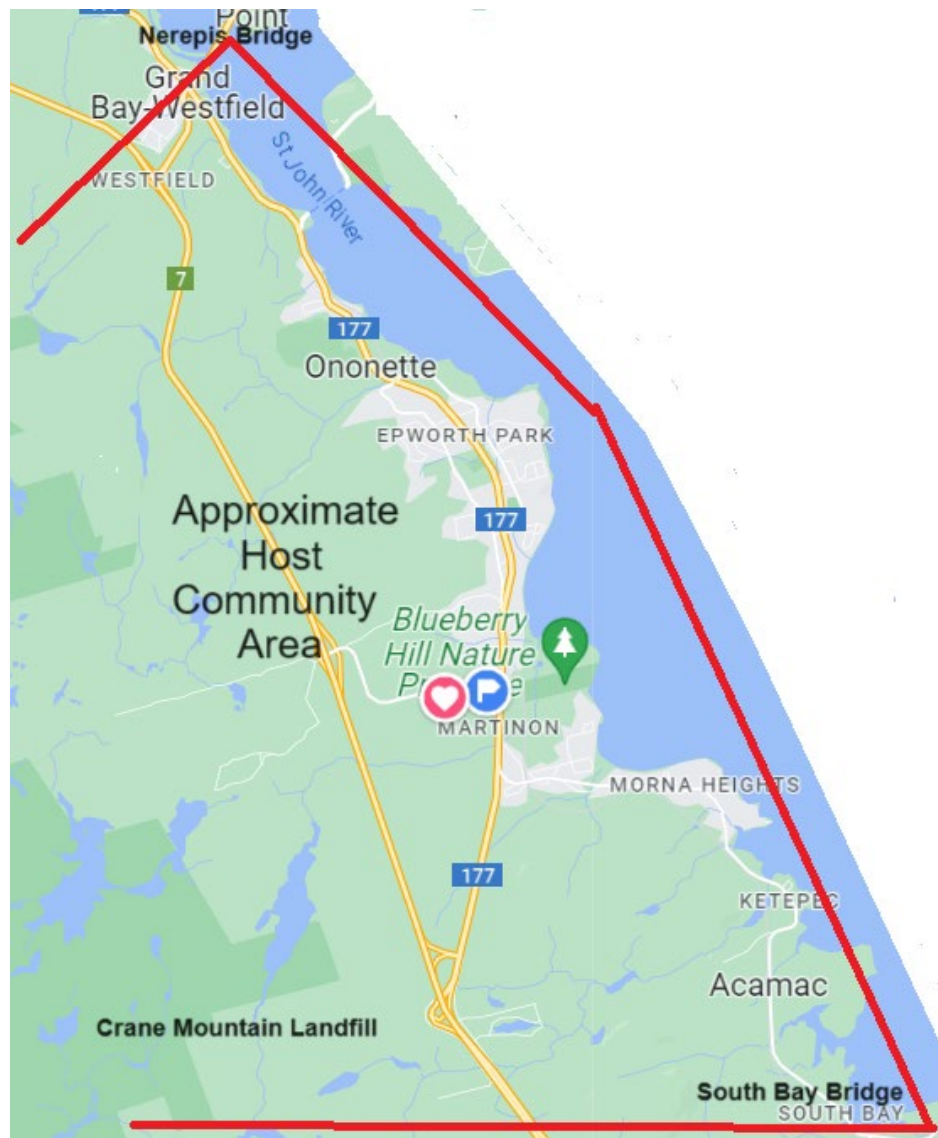 Point
Nerepis Bridge
Grand
Bay-Westfield
St John River
WESTFIELD
7
177
Ononette
EPWORTH PARK
Approximate
Host
Community
Area
177
Blueberry
Hill Nature
MARTINON
MORNA HEIGHTS
177
KETEPEC
Acamac
Crane Mountain Landfill
South Bay Bridge
SOUTH BAY